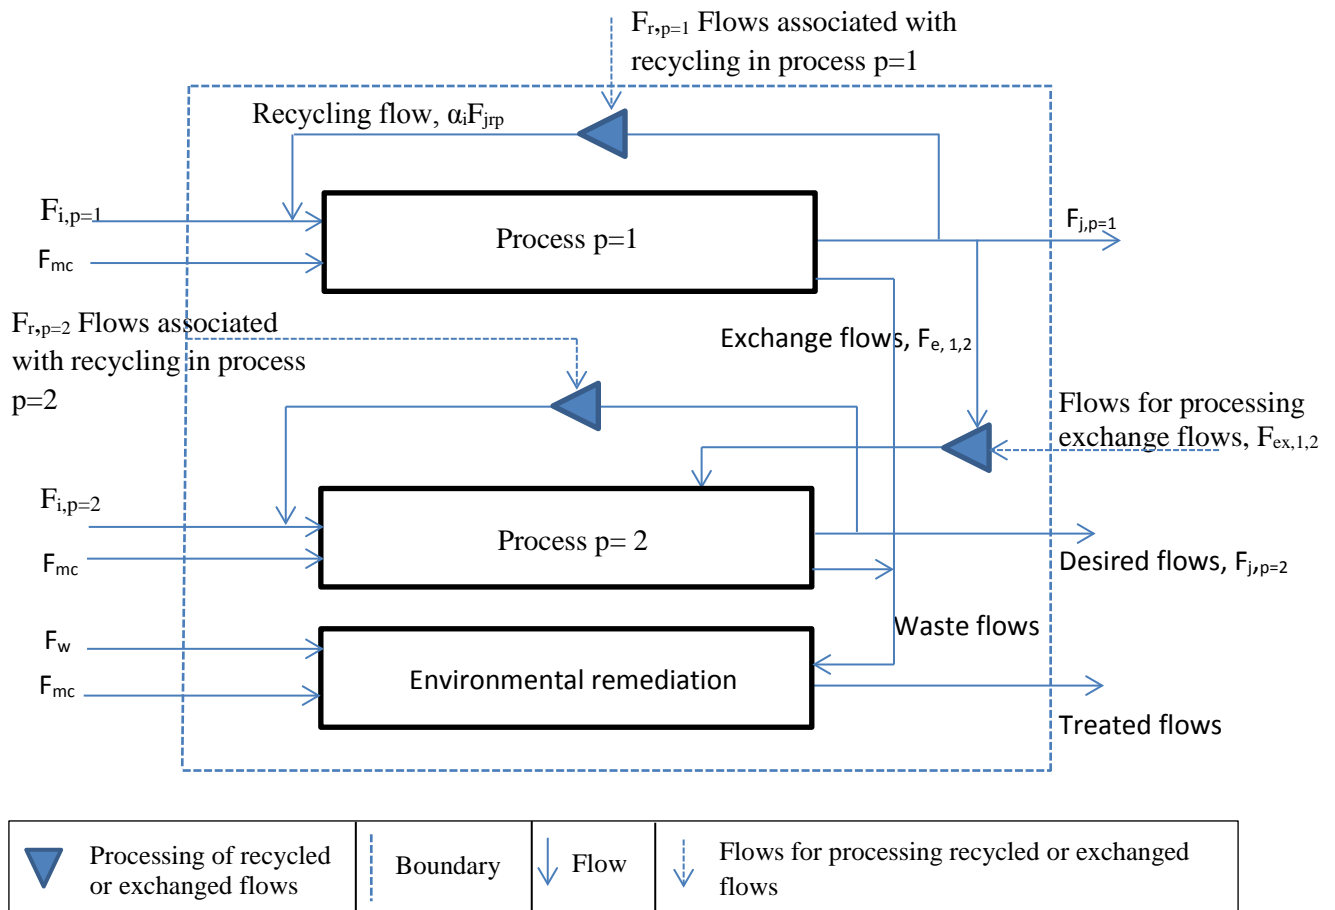 Fr,p=1 Flows associated with
recycling in process p=1
Recycling flow, αiFjrp
Fi,p=1
Fmc
Process p=1
Fj,p=1
Fr,p=2 Flows associated
with recycling in process
p=2
Exchange flows, Fe, 1,2
Flows for processing
exchange flows, Fex,1,2
Fi,p=2
Fmc
Process p= 2
Desired flows, Fj,p=2
Waste flows
Fw
Fmc
Environmental remediation
Treated flows
Processing of recycled
or exchanged flows
Boundary
Flow
Flows for processing recycled or exchanged
flows